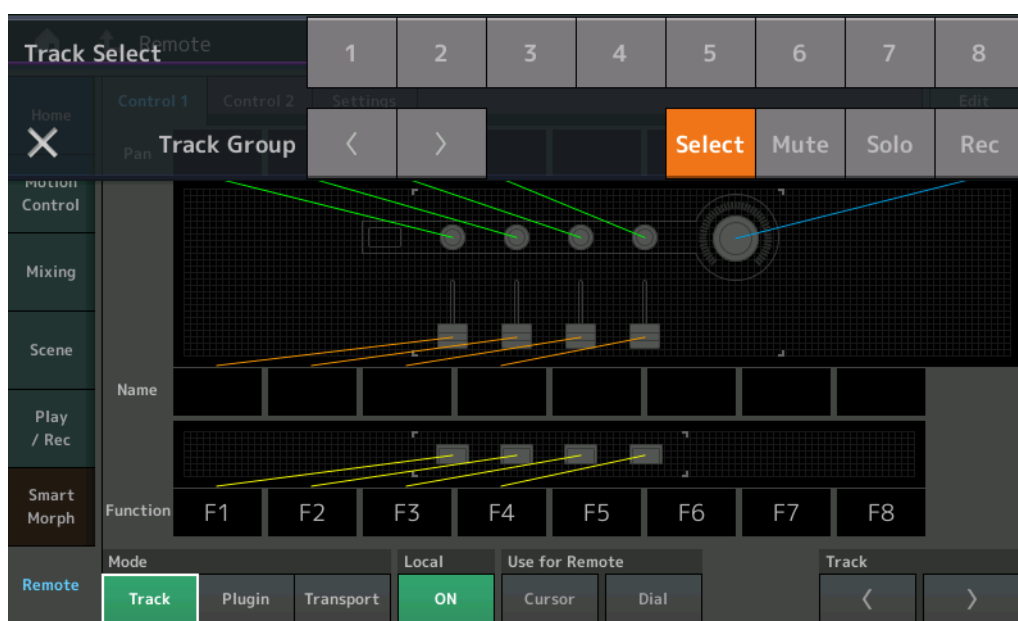 Track Select
Remote
1 2 3 4 5 6 7 8
Home
Control 1 Control 2 Settings Edit
Pan
Track Group
Select Mute Solo Rec
Motion
Control
Mixing
Scene
Name
Play
/ Rec
Smart
Morph
Function F1 F2 F3 F4 F5 F6 F7 F8
Mode Local Use for Remote Track
Remote
Track Plugin Transport ON Cursor Dial